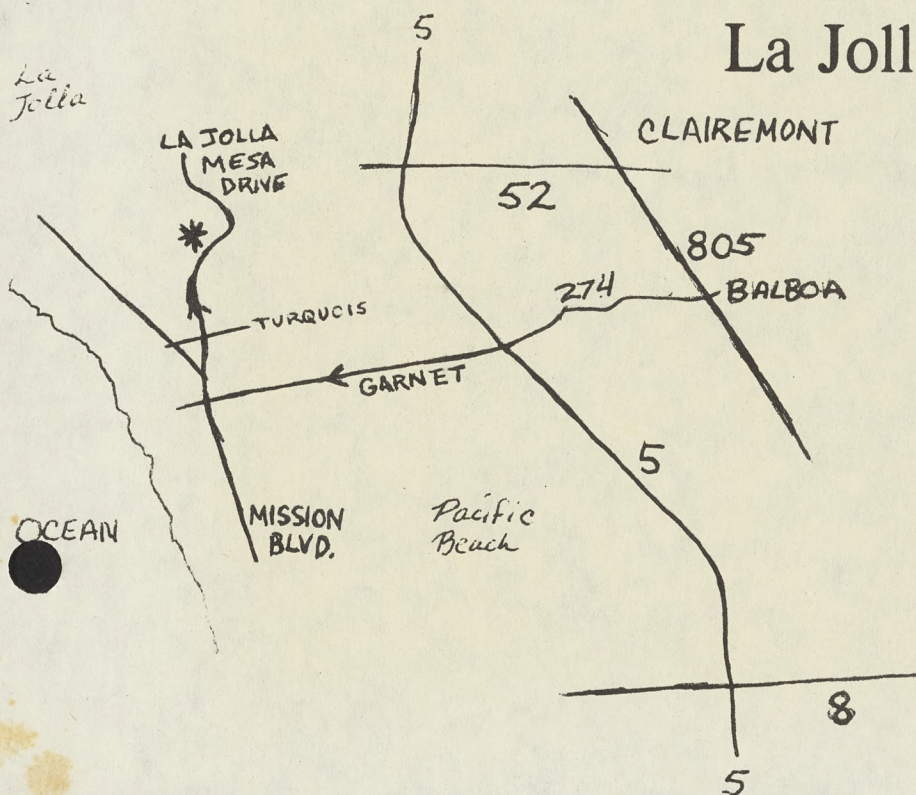 5
La Joll
La
Jolla
LA JOLLA
MESA
DRIVE
CLAIREMONT
52
805
274
BALBOA
TURQUOIS
GARNET
5
Pacific
Beach
MISSION
BLVD.
OCEAN
8
5